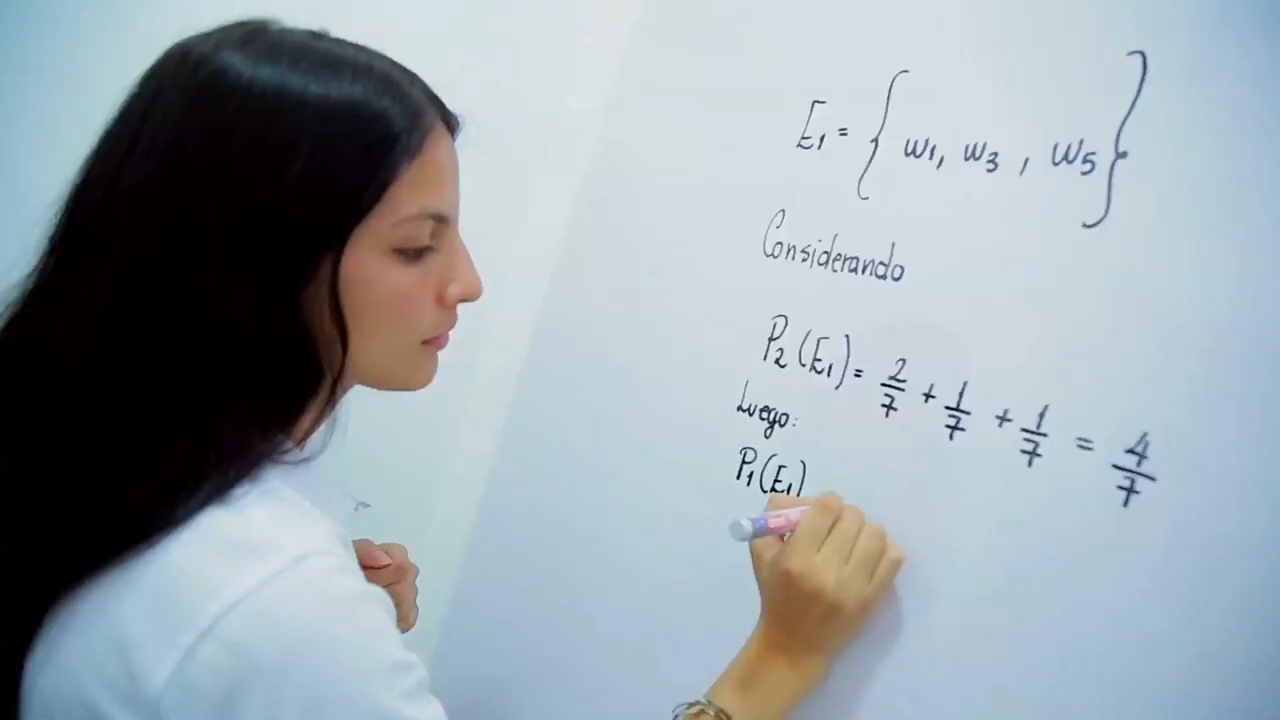 E₁ = { w1, w3 , w5 }
Considerando
P₂ (E₁) = 2/7 + 1/7 + 1/7 = 4/7
Luego:
P₁(E₁)